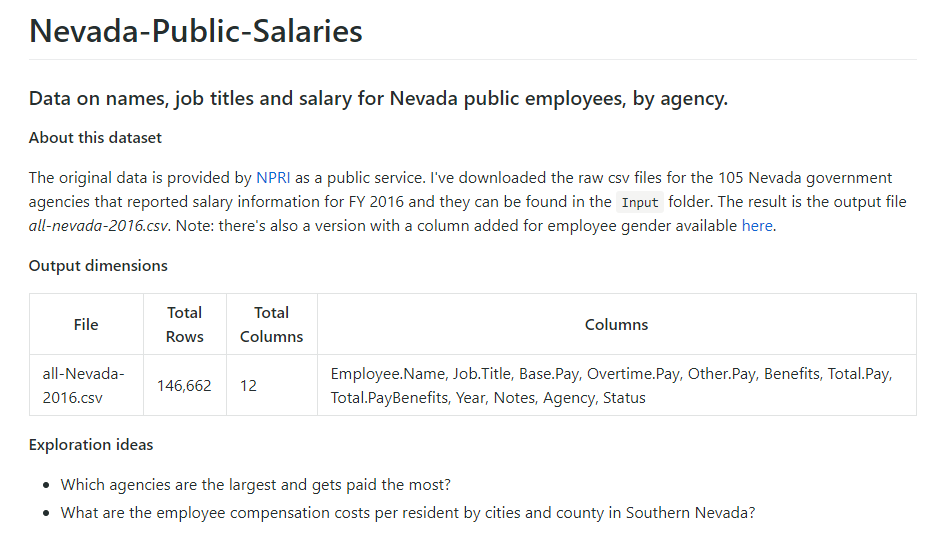 Nevada-Public-Salaries
Data on names, job titles and salary for Nevada public employees, by agency.
About this dataset
The original data is provided by NPRI as a public service. I've downloaded the raw csv files for the 105 Nevada government
agencies that reported salary information for FY 2016 and they can be found in the Input folder. The result is the output file
all-nevada-2016.csv. Note: there's also a version with a column added for employee gender available here.
Output dimensions
File
Total
Rows
Total
Columns
Columns
all-Nevada-
2016.csv
146,662
12
Employee.Name, Job.Title, Base.Pay, Overtime.Pay, Other.Pay, Benefits, Total.Pay,
Total.PayBenefits, Year, Notes, Agency, Status
Exploration ideas
• Which agencies are the largest and gets paid the most?
• What are the employee compensation costs per resident by cities and county in Southern Nevada?